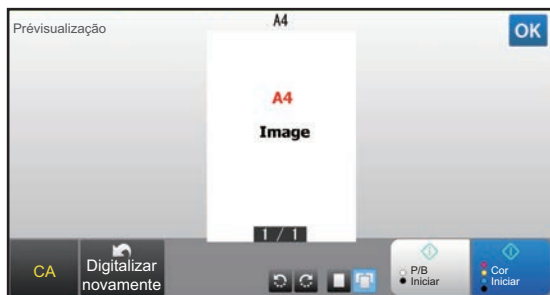 Prévisualização
A4
OK
A4
Image
1 / 1
CA
Digitalizar
novamente
P/B
Iniciar
Cor
Iniciar